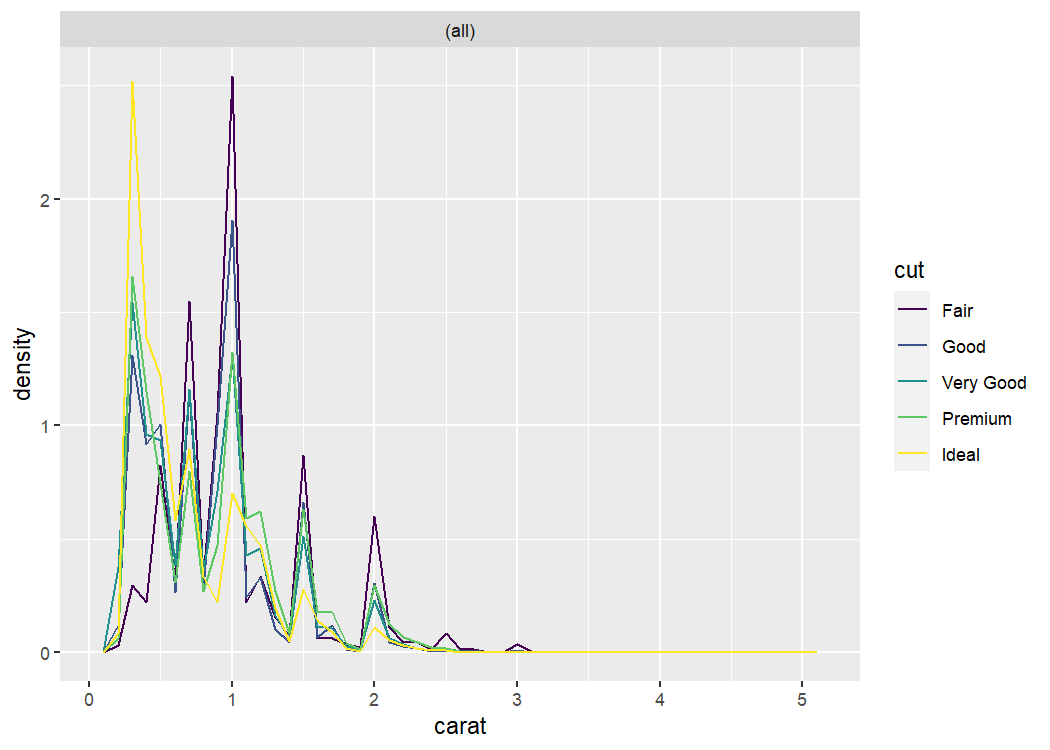 (all)
density
2
1
0
0
1
2
3
4
5
carat
cut
Fair
Good
Very Good
Premium
Ideal